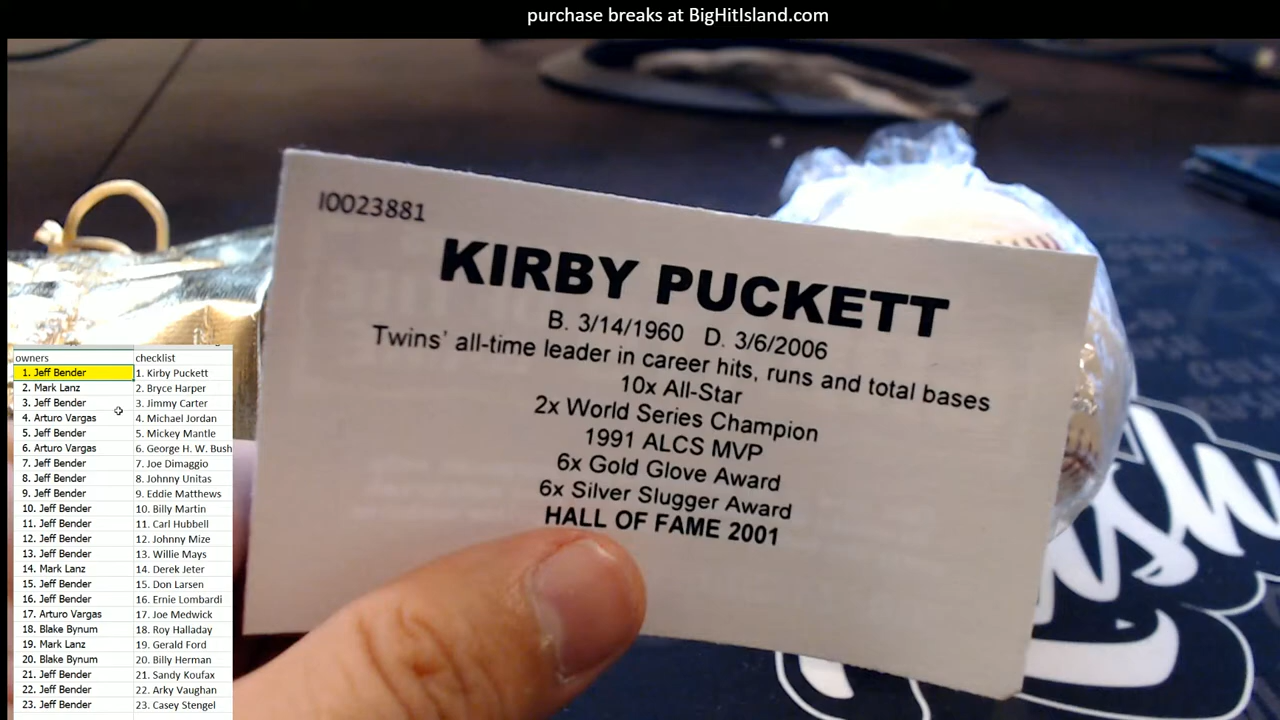 purchase breaks at BigHitIsland.com
I0023881
KIRBY PUCKETT
B. 3/14/1960 D. 3/6/2006
Twins' all-time leader in career hits, runs and total bases
10x All-Star
2x World Series Champion
1991 ALCS MVP
6x Gold Glove Award
6x Silver Slugger Award
HALL OF FAME 2001
owners checklist
1. Jeff Bender 1. Kirby Puckett
2. Mark Lanz 2. Bryce Harper
3. Jeff Bender 3. Jimmy Carter
4. Arturo Vargas 4. Michael Jordan
5. Jeff Bender 5. Mickey Mantle
6. Arturo Vargas 6. George H. W. Bush
7. Jeff Bender 7. Joe Dimaggio
8. Jeff Bender 8. Johnny Unitas
9. Jeff Bender 9. Eddie Matthews
10. Jeff Bender 10. Billy Martin
11. Jeff Bender 11. Carl Hubbell
12. Jeff Bender 12. Johnny Mize
13. Jeff Bender 13. Willie Mays
14. Mark Lanz 14. Derek Jeter
15. Jeff Bender 15. Don Larsen
16. Jeff Bender 16. Ernie Lombardi
17. Arturo Vargas 17. Joe Medwick
18. Blake Bynum 18. Roy Halladay
19. Mark Lanz 19. Gerald Ford
20. Blake Bynum 20. Billy Herman
21. Jeff Bender 21. Sandy Koufax
22. Jeff Bender 22. Arky Vaughan
23. Jeff Bender 23. Casey Stengel